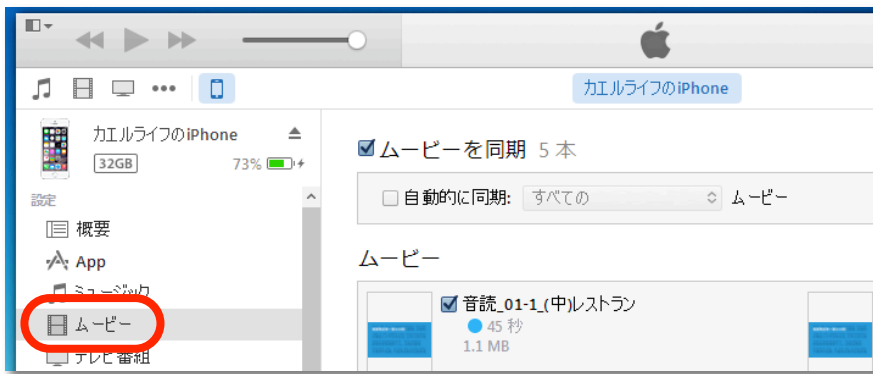 カエルライフのiPhone
カエルライフのiPhone
32GB
73%
設定
概要
App
ミュージック
ムービー
テレビ番組
ムービーを同期 5 本
自動的に同期: すべての ムービー
ムービー
音読_01-1_(中)レストラン
45 秒
1.1 MB